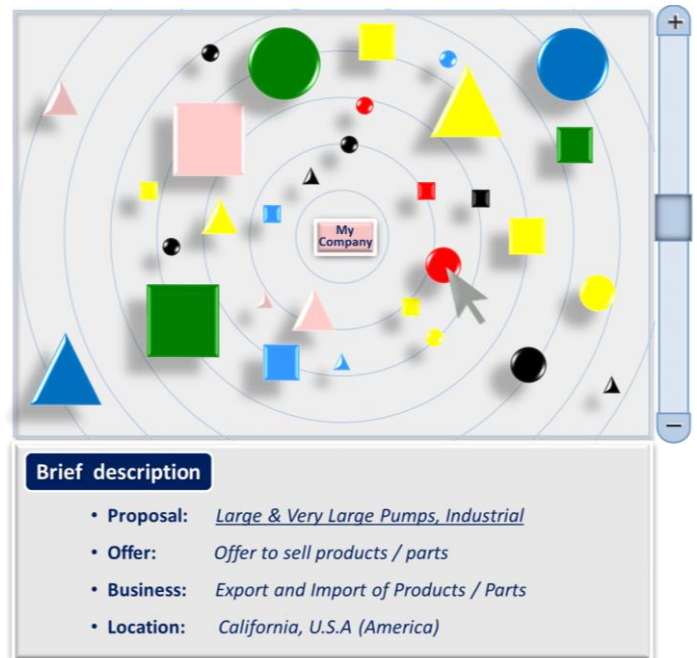 +
My
Company
−
Brief description
• Proposal: Large & Very Large Pumps, Industrial
• Offer: Offer to sell products / parts
• Business: Export and Import of Products / Parts
• Location: California, U.S.A (America)